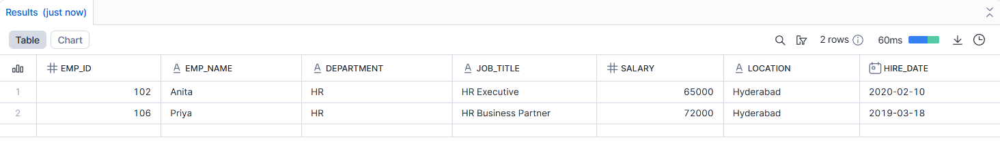 Results (just now)
Table Chart 2 rows 60ms
EMP_ID EMP_NAME DEPARTMENT JOB_TITLE SALARY LOCATION HIRE_DATE
1 102 Anita HR HR Executive 65000 Hyderabad 2020-02-10
2 106 Priya HR HR Business Partner 72000 Hyderabad 2019-03-18